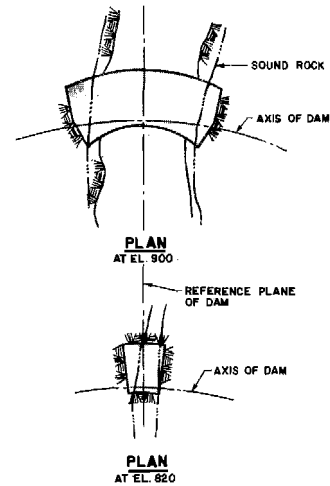 SOUND ROCK
AXIS OF DAM
PLAN
AT EL. 900
REFERENCE PLANE
OF DAM
AXIS OF DAM
PLAN
AT EL. 820